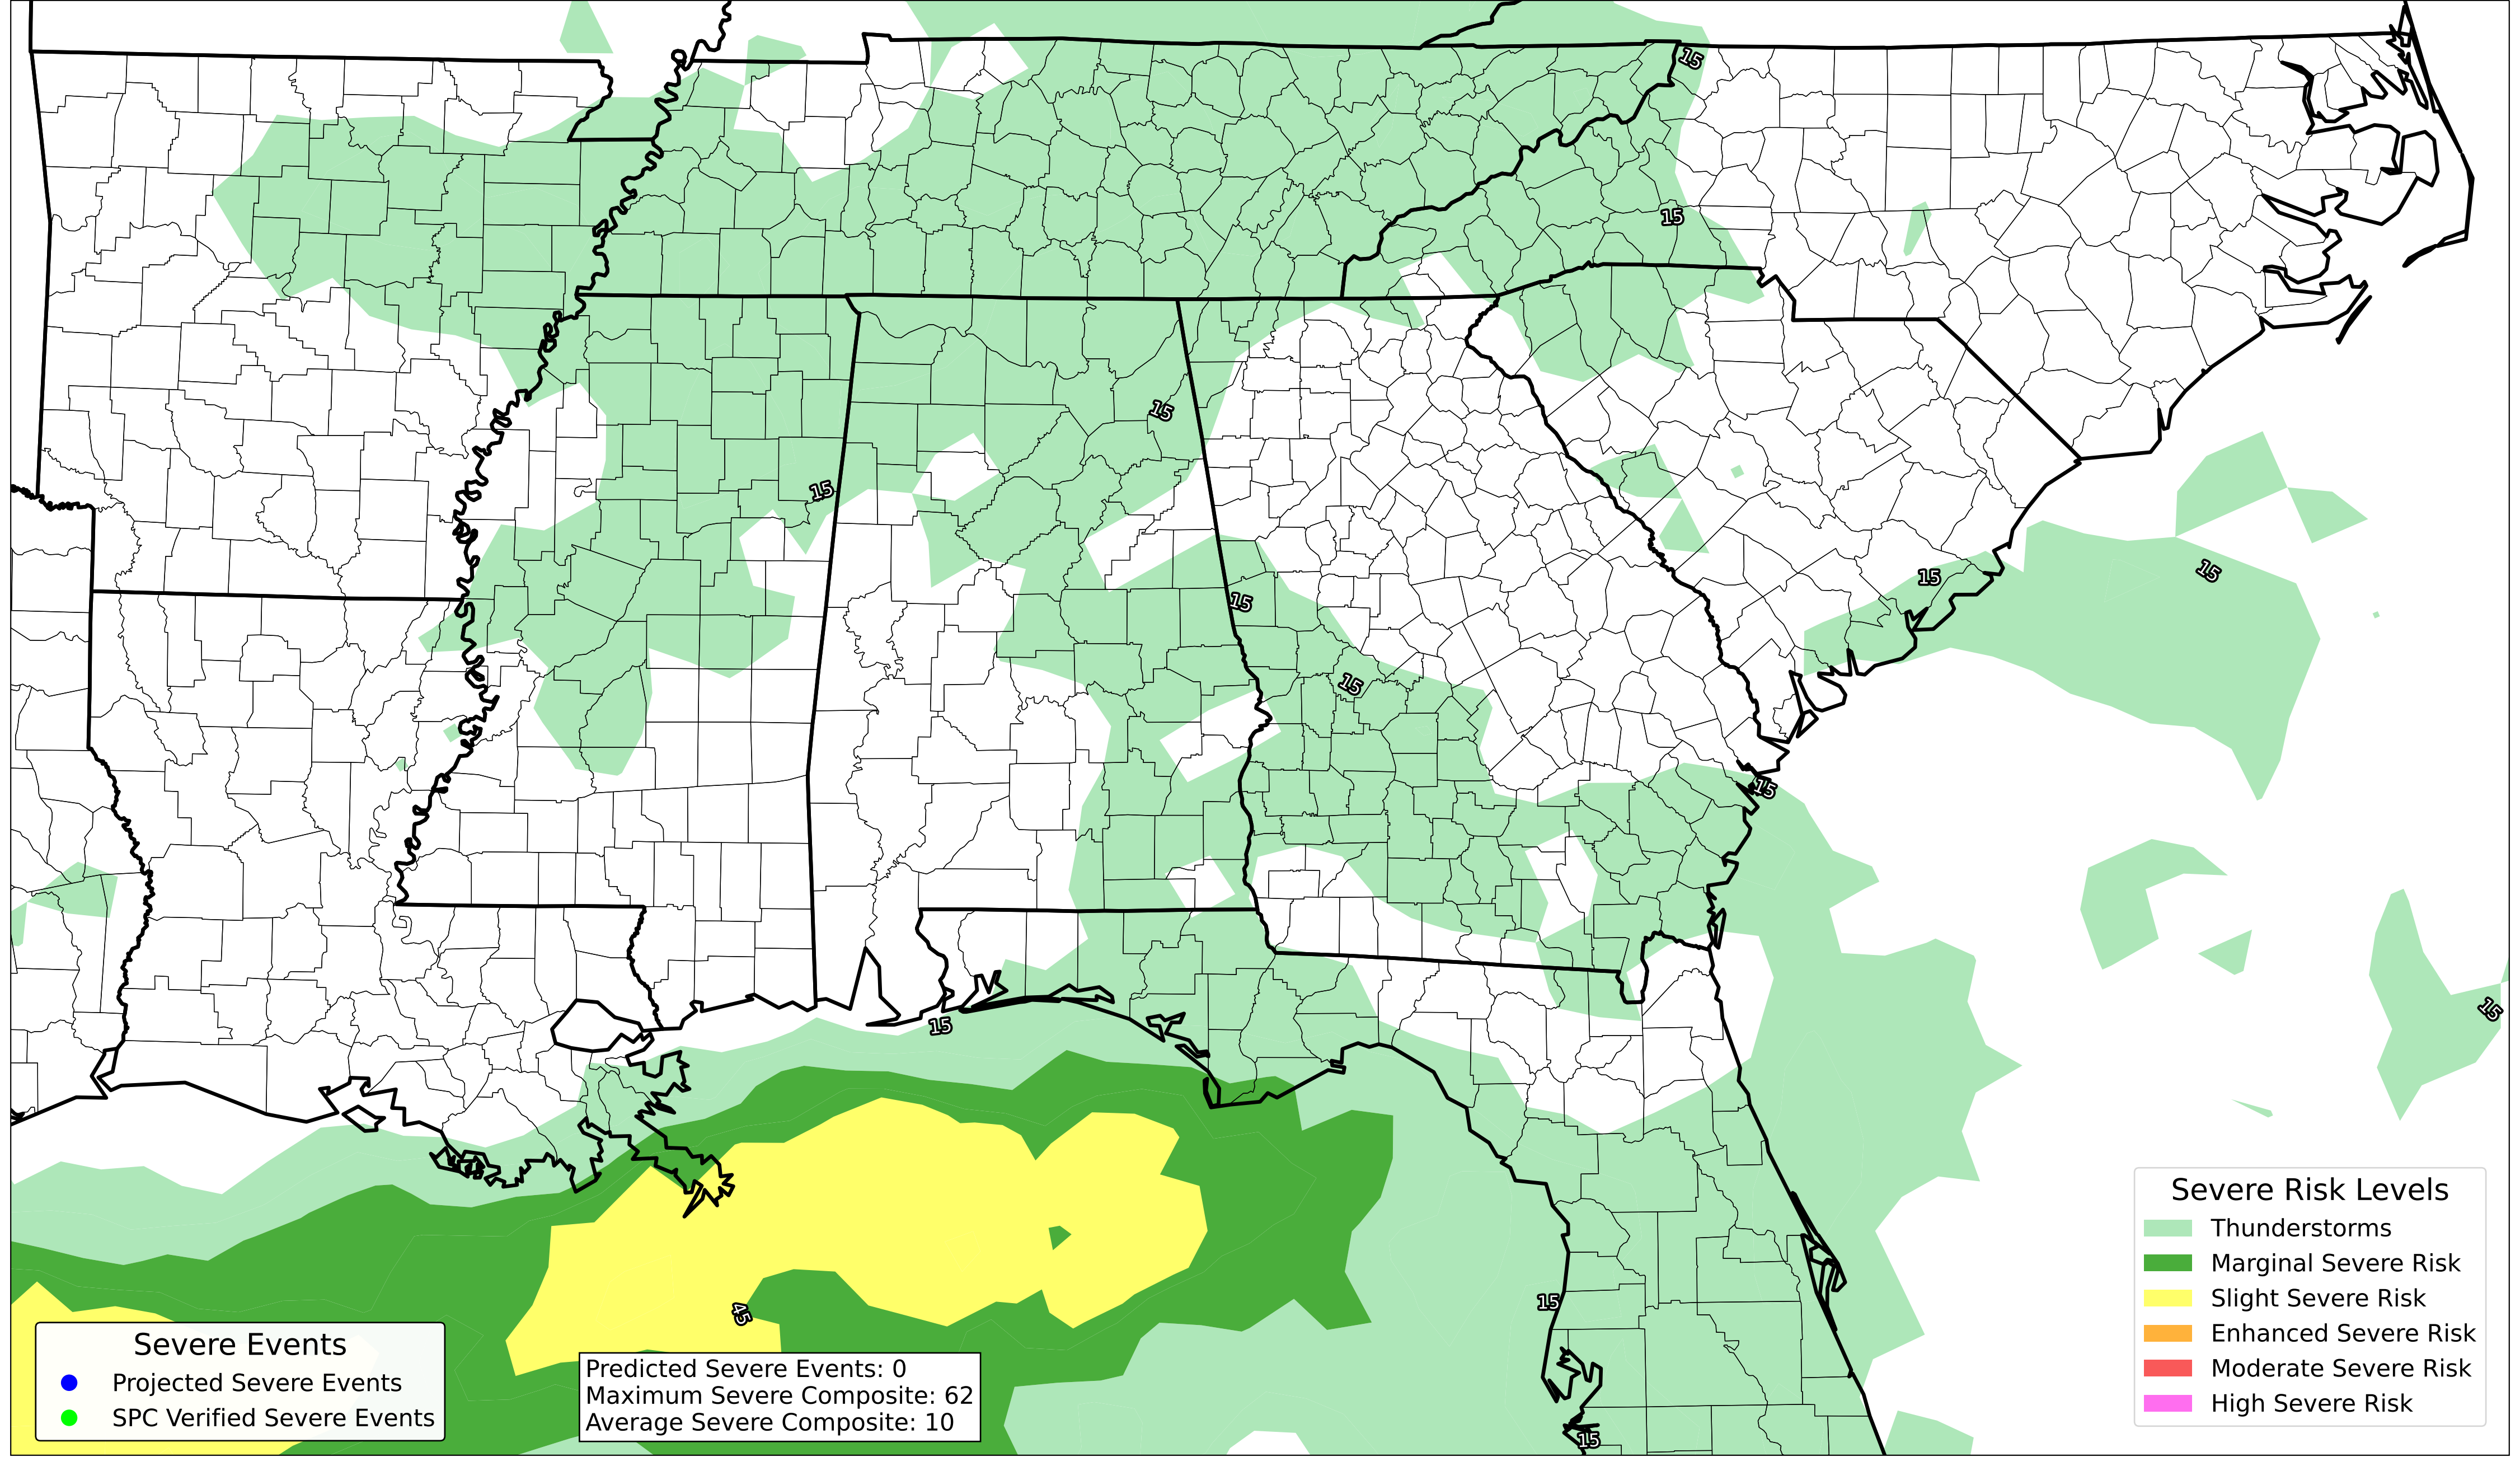 15
15
15
15
15
15
15
15
15
15
15
45
15
15
Severe Events
Projected Severe Events
SPC Verified Severe Events
Predicted Severe Events: 0
Maximum Severe Composite: 62
Average Severe Composite: 10
Severe Risk Levels
Thunderstorms
Marginal Severe Risk
Slight Severe Risk
Enhanced Severe Risk
Moderate Severe Risk
High Severe Risk